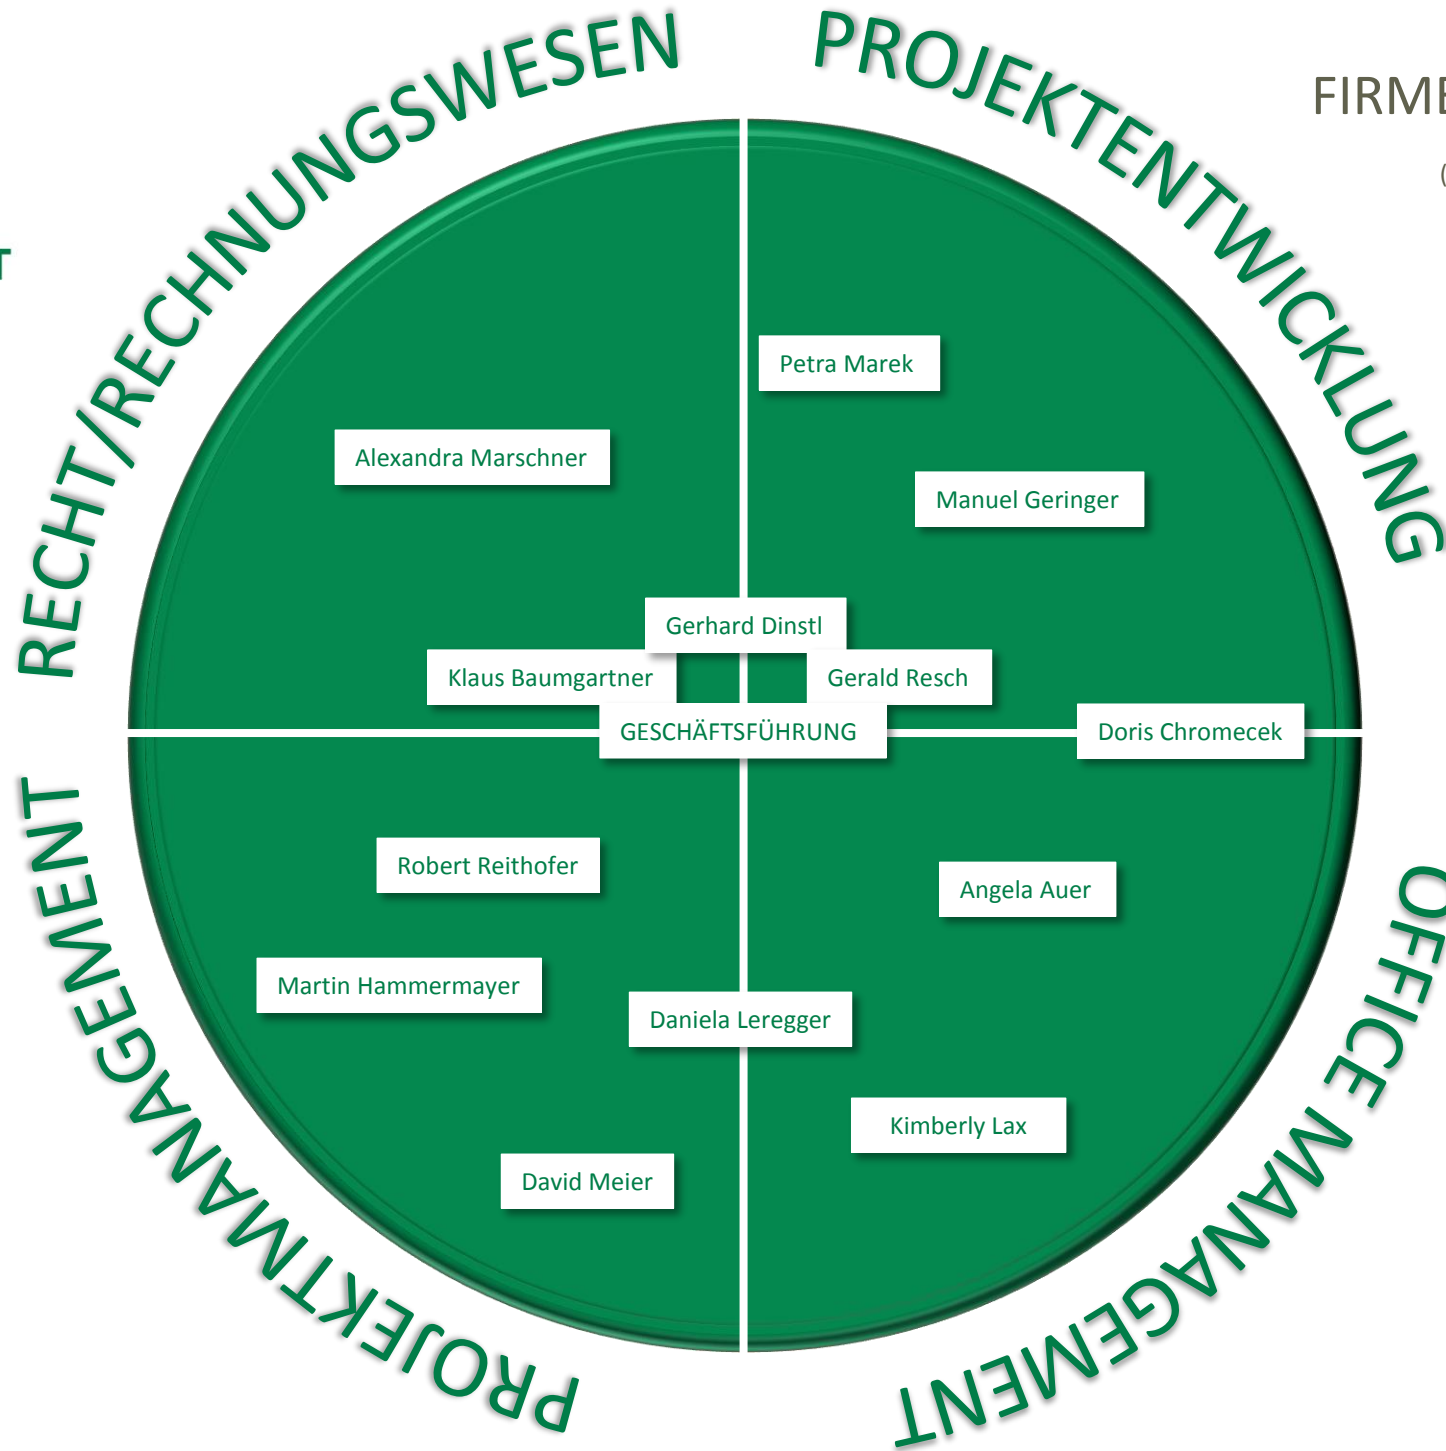 RECHT/RECHNUNGSWESEN
PROJEKTENTWICKLUNG
Petra Marek
Alexandra Marschner
Manuel Geringer
Gerhard Dinstl
Klaus Baumgartner
Gerald Resch
GESCHÄFTSFÜHRUNG
Doris Chromecek
Robert Reithofer
Angela Auer
Martin Hammermayer
Daniela Leregger
Kimberly Lax
David Meier
PROJEKTMANAGEMENT
OFFICE MANAGEMENT